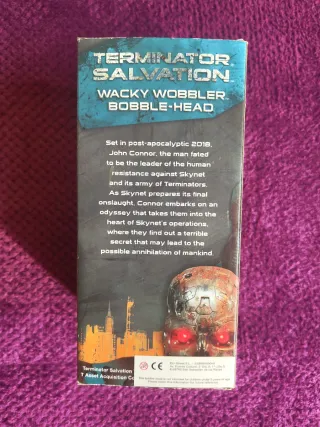 TERMINATOR
SALVATION
WACKY WOBBLER
BOBBLE-HEAD
Set in post-apocalyptic 2018,
John Connor, the man fated
to be the leader of the human
resistance against Skynet
and its army of Terminators.
As Skynet prepares its final
onslaught, Connor embarks on an
odyssey that takes them into the
heart of Skynet's operations,
where they find out a terrible
secret that may lead to the
possible annihilation of mankind.
Terminator Salvation
T Asset Acquisition Co